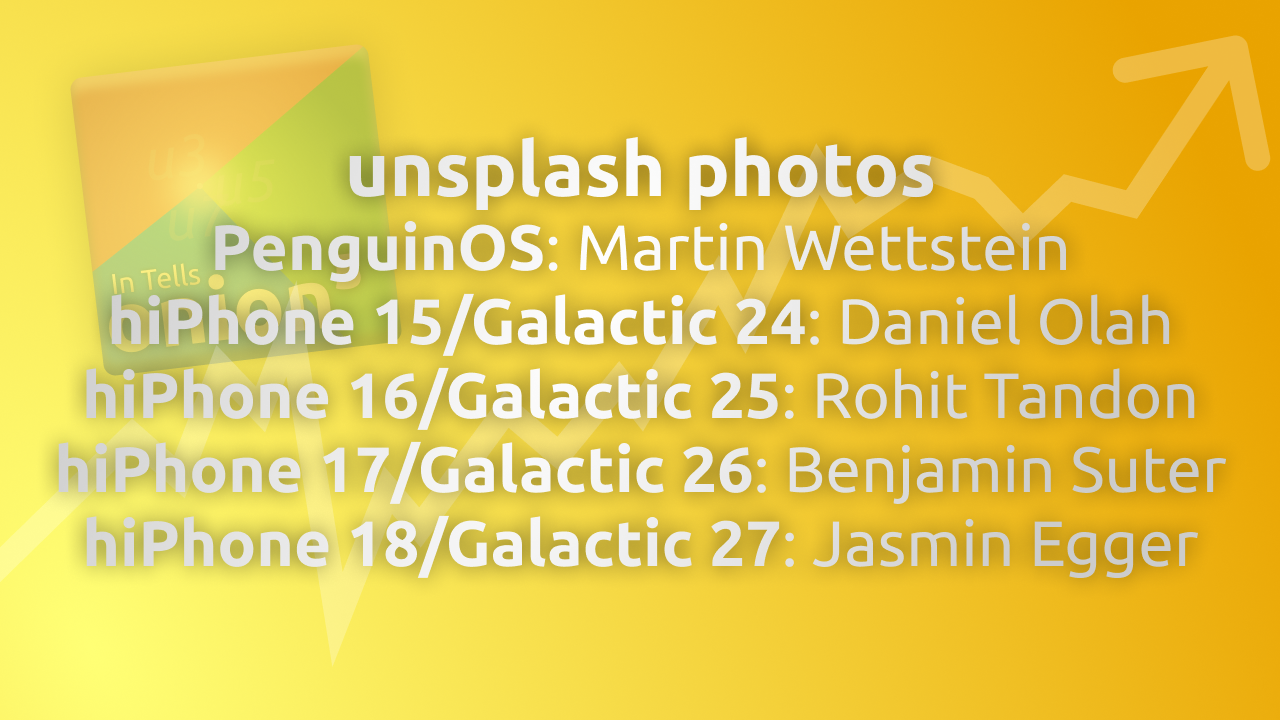 unsplash photos
PenguinOS: Martin Wettstein
In Tells
onion³
hiPhone 15/Galactic 24: Daniel Olah
hiPhone 16/Galactic 25: Rohit Tandon
hiPhone 17/Galactic 26: Benjamin Suter
hiPhone 18/Galactic 27: Jasmin Egger